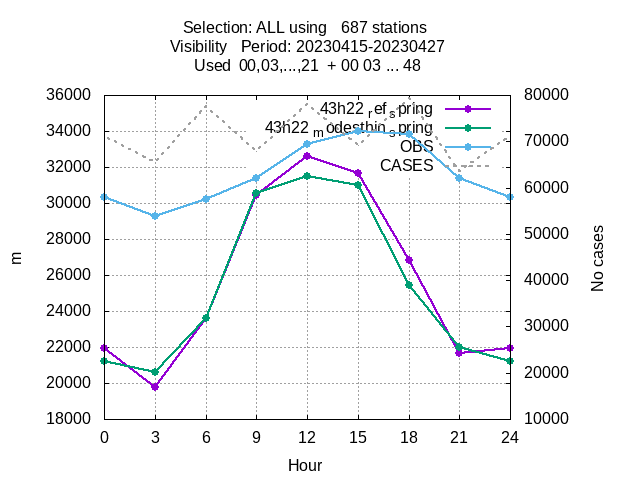 Selection: ALL using   687 stations
Visibility   Period: 20230415-20230427
Used  00,03,...,21  + 00 03 ... 48
36000
34000
32000
30000
28000
26000
24000
22000
20000
18000
80000
70000
60000
50000
40000
30000
20000
10000
43h22_ref_spring
43h22_modesthin_spring
OBS
CASES
m
No cases
0 3 6 9 12 15 18 21 24
Hour